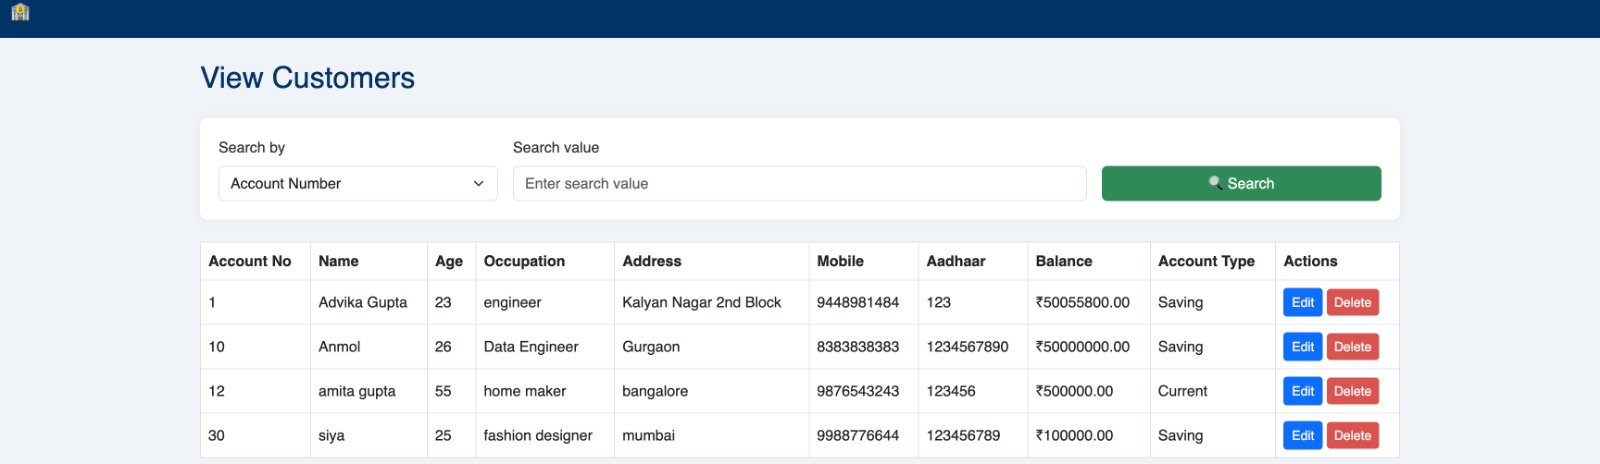 View Customers
Search by Search value
Account Number Enter search value Search
Account No Name Age Occupation Address Mobile Aadhaar Balance Account Type Actions
1 Advika Gupta 23 engineer Kalyan Nagar 2nd Block 9448981484 123 ₹50055800.00 Saving Edit Delete
10 Anmol 26 Data Engineer Gurgaon 8383838383 1234567890 ₹50000000.00 Saving Edit Delete
12 amita gupta 55 home maker bangalore 9876543243 123456 ₹500000.00 Current Edit Delete
30 siya 25 fashion designer mumbai 9988776644 123456789 ₹100000.00 Saving Edit Delete